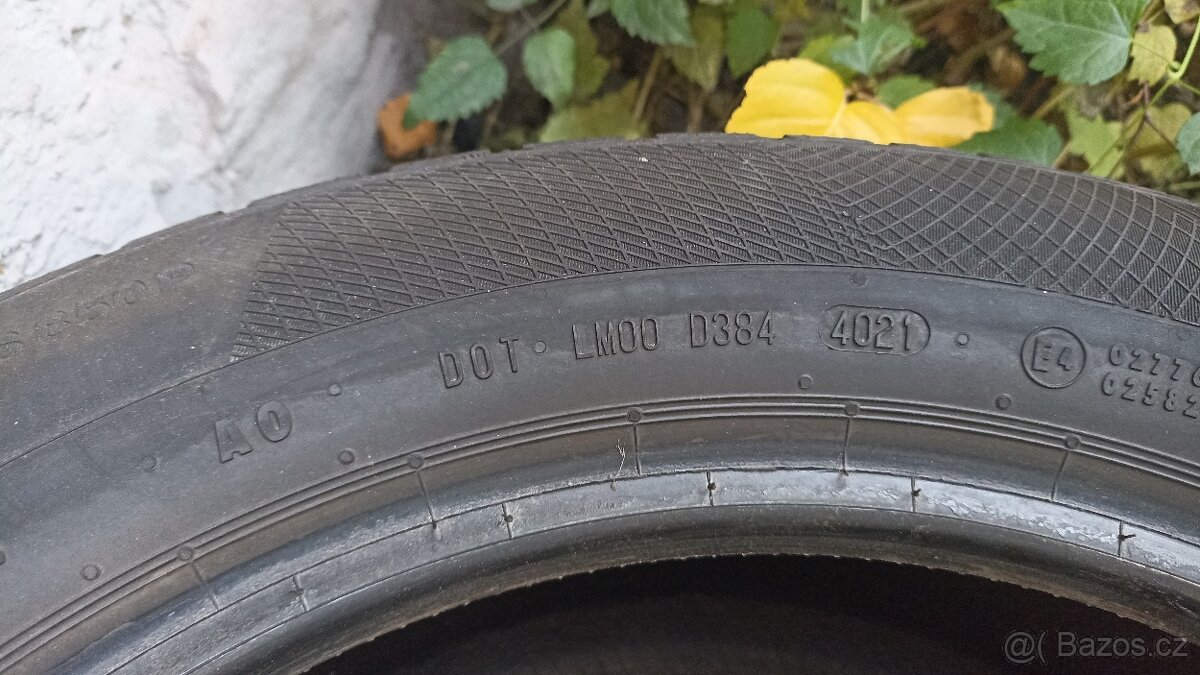 DOT LM00 D384 4021 E4
AO
@( Bazos.cz